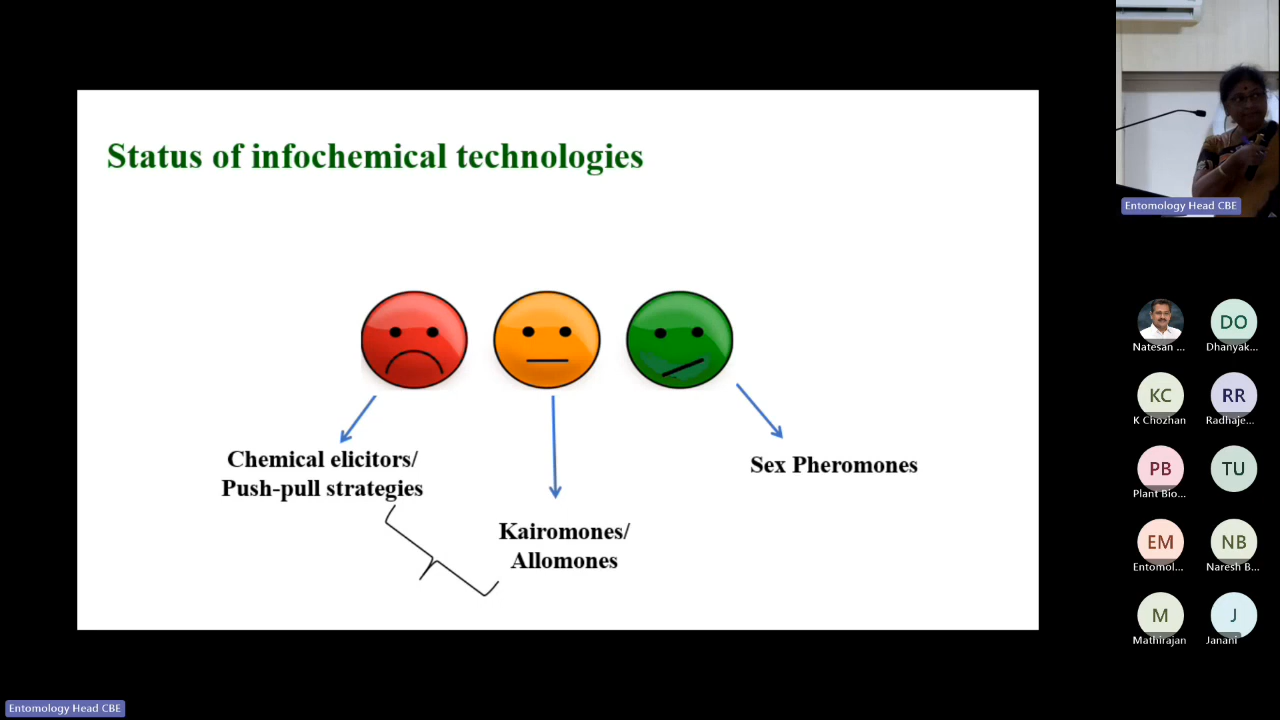 Status of infochemical technologies
Chemical elicitors/
Push-pull strategies
Kairomones/
Allomones
Sex Pheromones
Entomology Head CBE
Natesan ...
DO
Dhanyak...
KC
K Chozhan
RR
Radhaje...
PB
Plant Bio...
TU
EM
Entomol...
NB
Naresh B...
M
Mathirajan
J
Janani
Entomology Head CBE